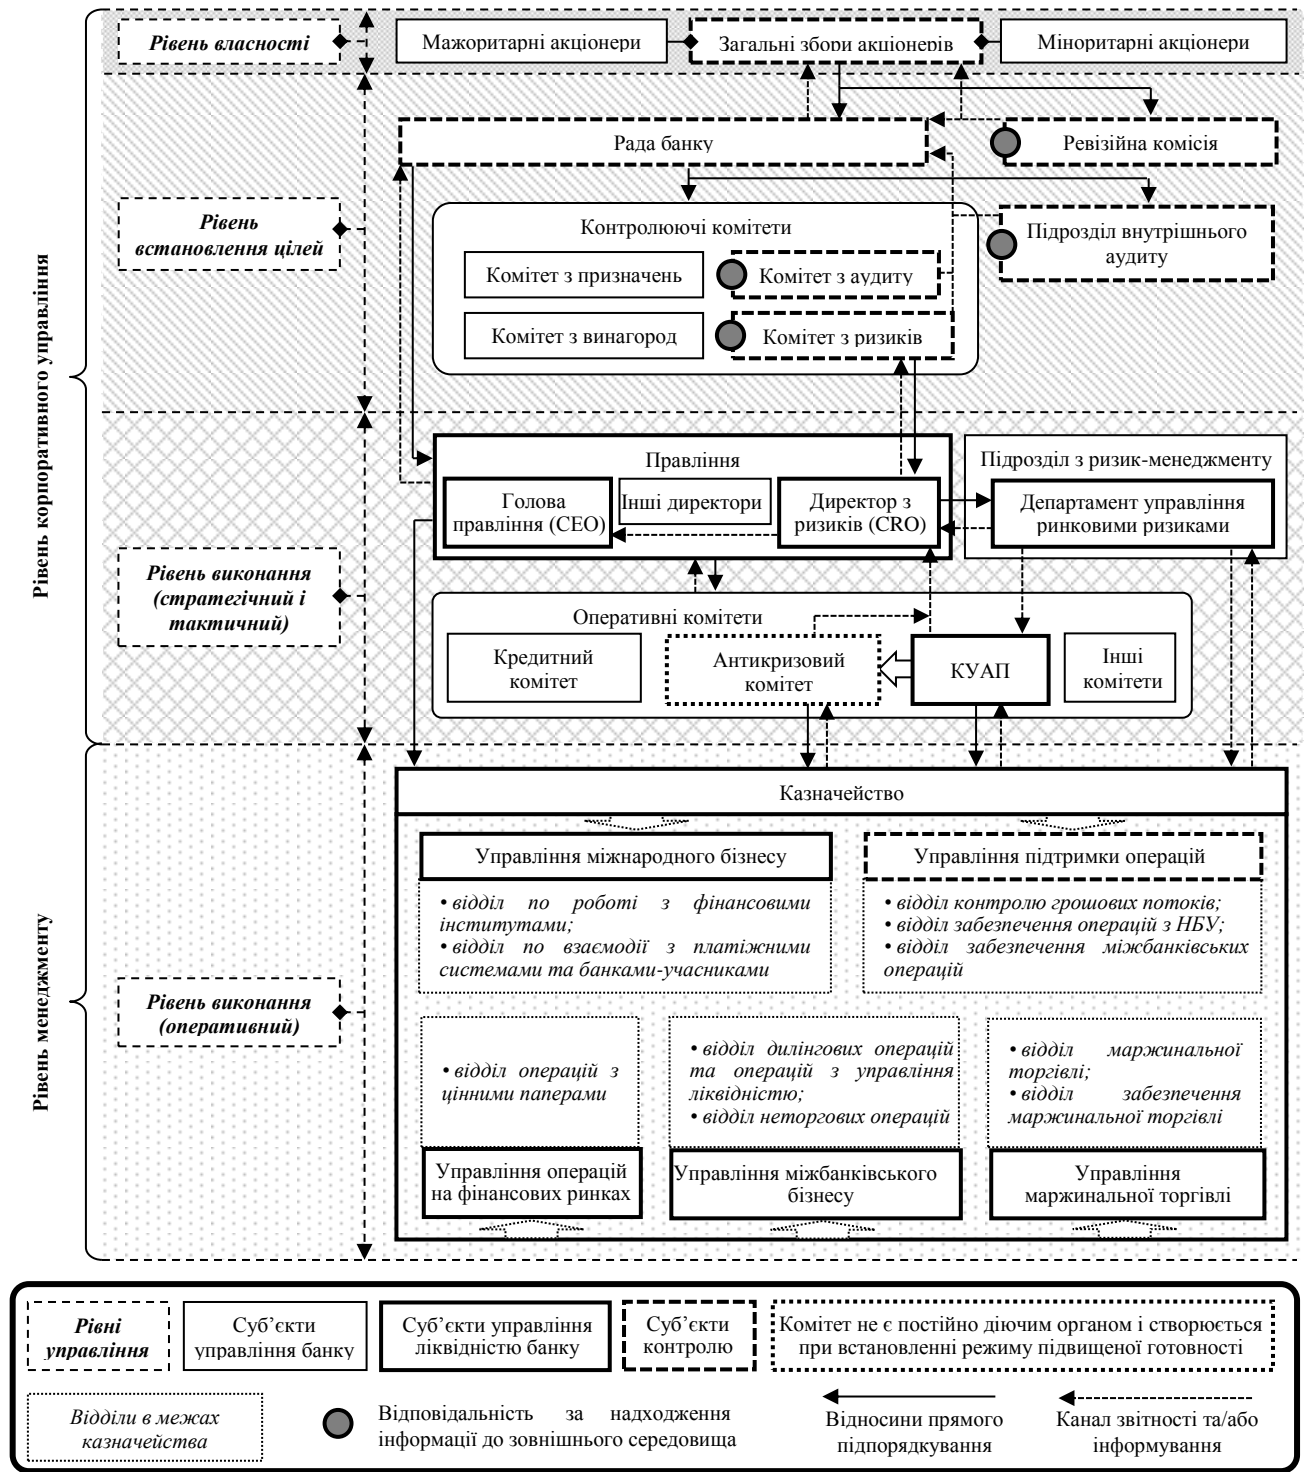 Рівень власності
Мажоритарні акціонери
Загальні збори акціонерів
Міноритарні акціонери
Рада банку
Ревізійна комісія
Рівень
встановлення цілей
Контролюючі комітети
Підрозділ внутрішнього
аудиту
Комітет з призначень
Комітет з аудиту
Комітет з винагород
Комітет з ризиків
Рівень корпоративного управління
Правління
Підрозділ з ризик-менеджменту
Голова
правління (CEO)
Інші директори
Директор з
ризиків (CRO)
Департамент управління
ринковими ризиками
Рівень виконання
(стратегічний і
тактичний)
Оперативні комітети
Кредитний
комітет
Антикризовий
комітет
КУАП
Інші
комітети
Казначейство
Управління міжнародного бізнесу
Управління підтримки операцій
• відділ по роботі з фінансовими
інститутами;
• відділ по взаємодії з платіжними
системами та банками-учасниками
• відділ контролю грошових потоків;
• відділ забезпечення операцій з НБУ;
• відділ забезпечення міжбанківських
операцій
Рівень менеджменту
Рівень виконання
(оперативний)
• відділ операцій з
цінними паперами
• відділ дилінгових операцій
та операцій з управління
ліквідністю;
• відділ неторгових операцій
• відділ маржинальної
торгівлі;
• відділ забезпечення
маржинальної торгівлі
Управління операцій
на фінансових ринках
Управління міжбанківського
бізнесу
Управління
маржинальної торгівлі
Рівні
управління
Суб’єкти
управління банку
Суб’єкти управління
ліквідністю банку
Суб’єкти
контролю
Комітет не є постійно діючим органом і створюється
при встановленні режиму підвищеної готовності
Відділи в межах
казначейства
Відповідальність за надходження
інформації до зовнішнього середовища
Відносини прямого
підпорядкування
Канал звітності та/або
інформування